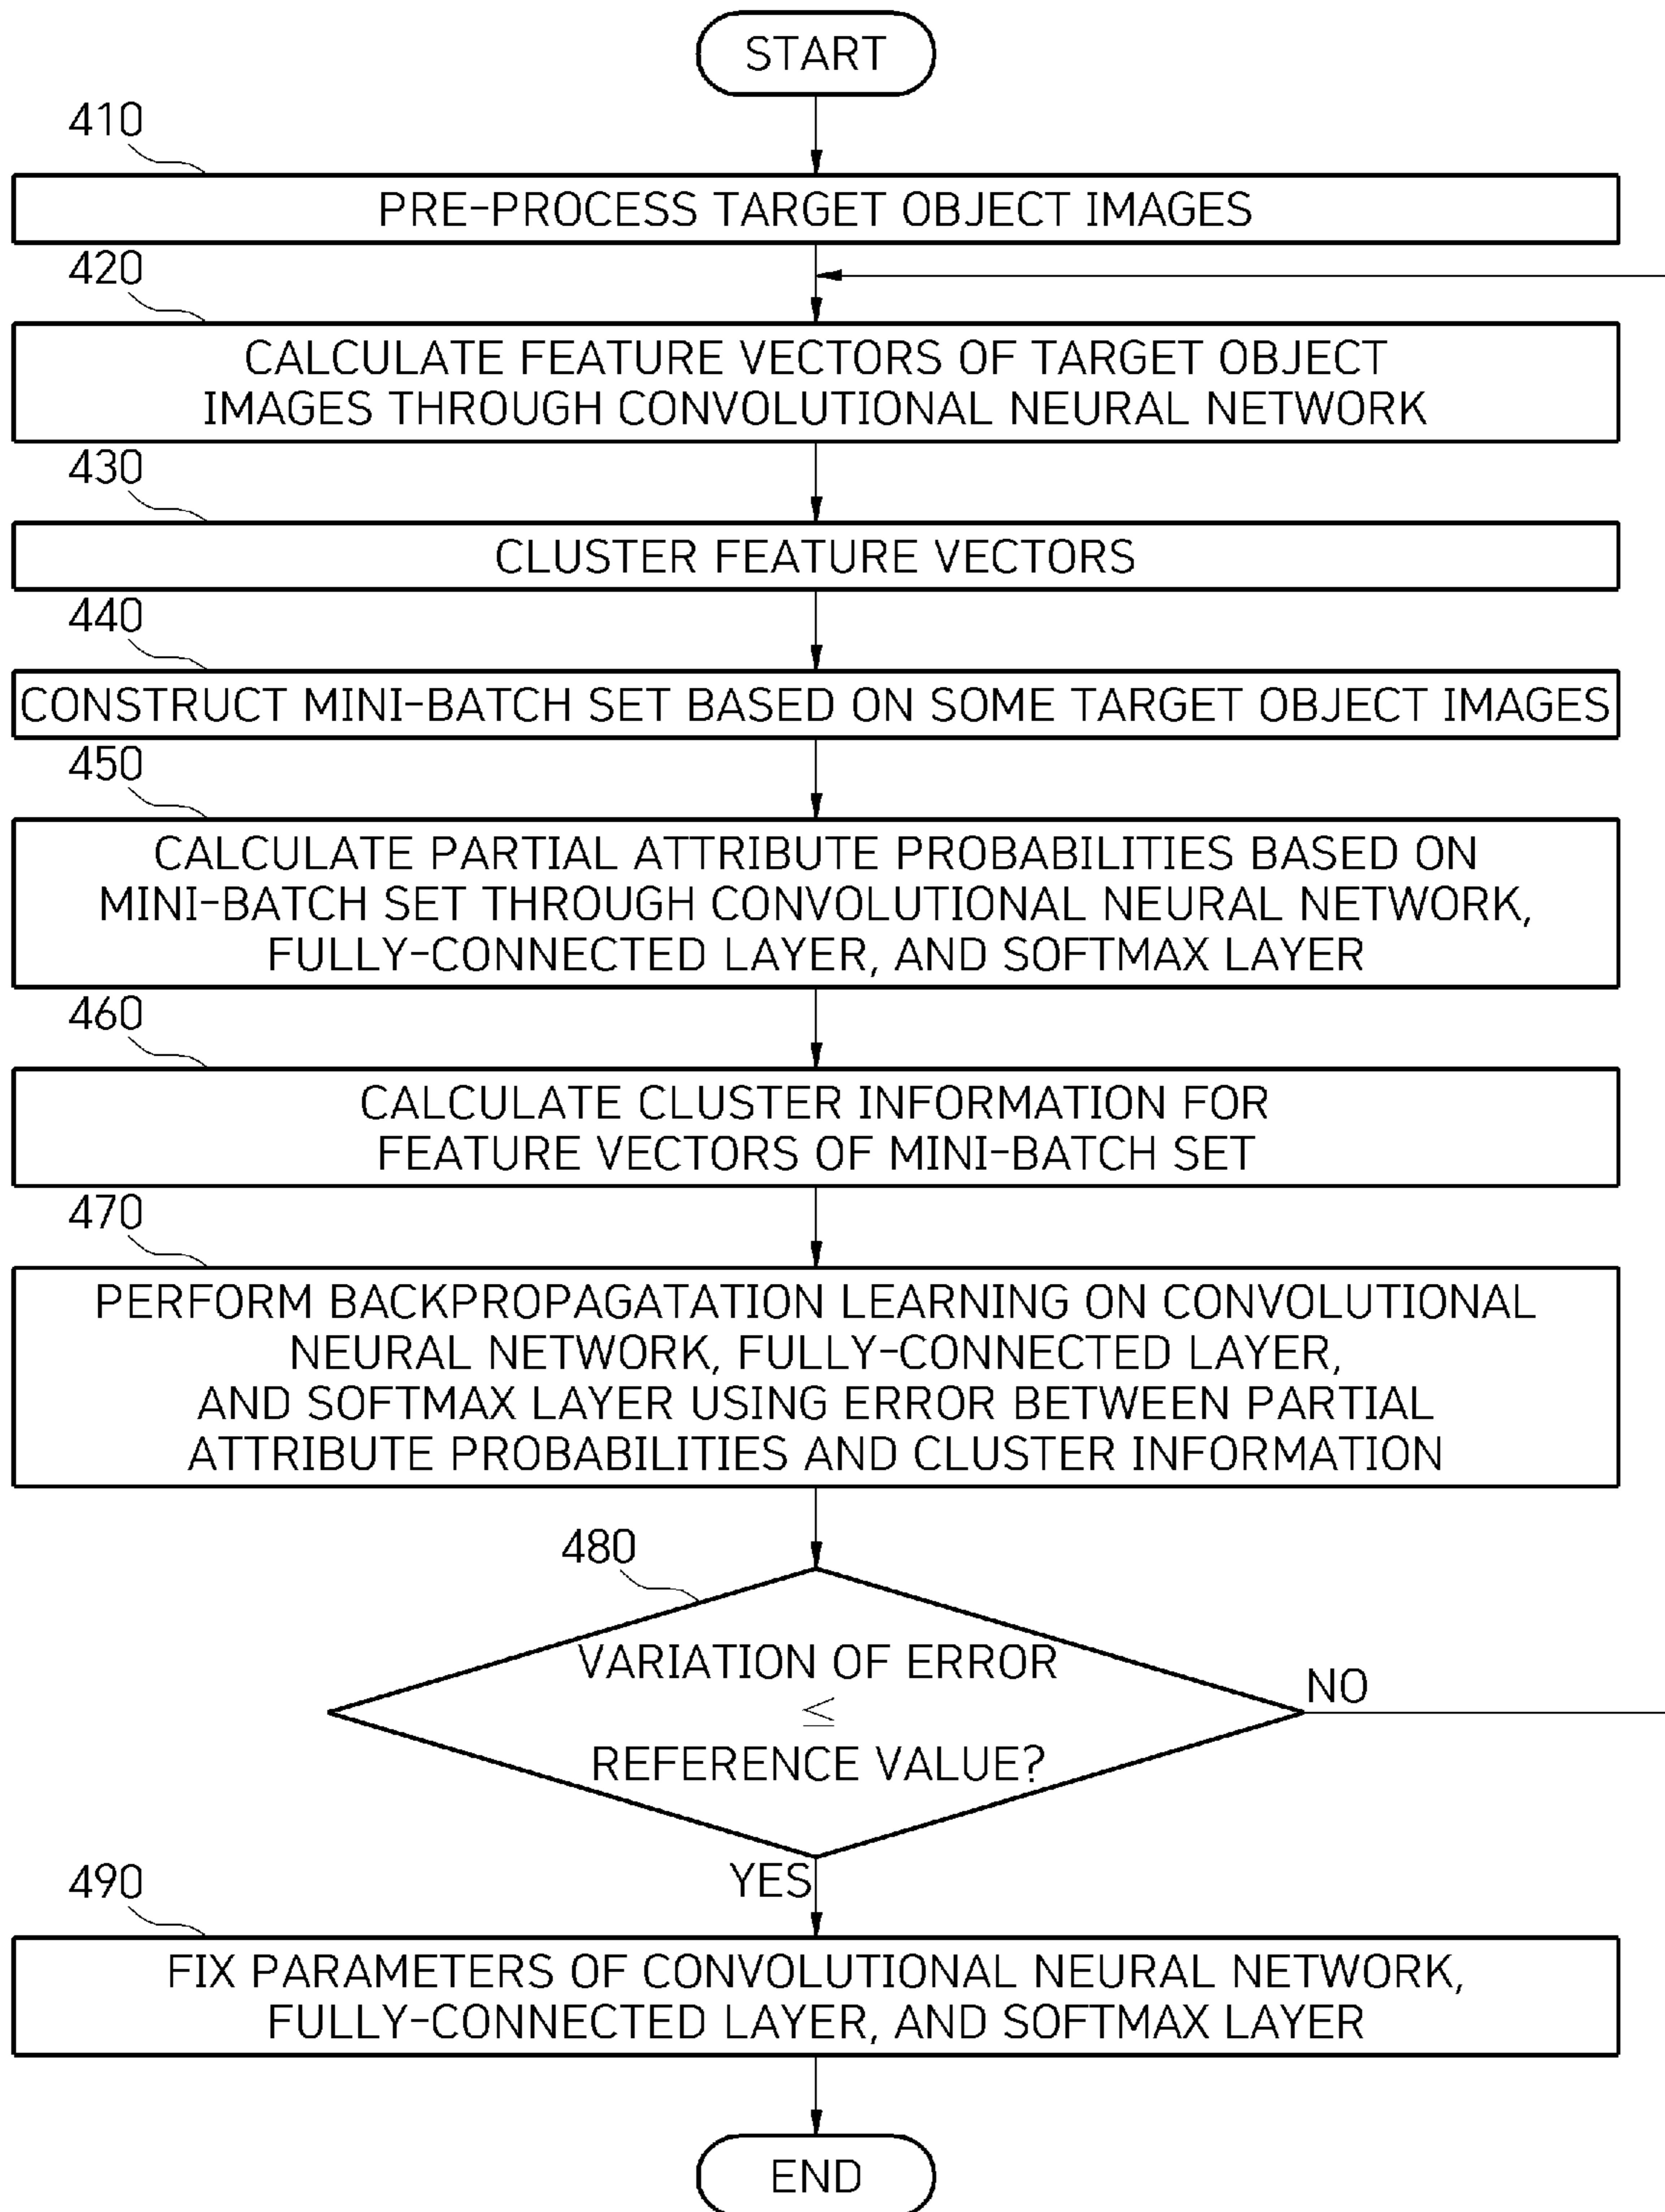 START
410
PRE-PROCESS TARGET OBJECT IMAGES
420
CALCULATE FEATURE VECTORS OF TARGET OBJECT
IMAGES THROUGH CONVOLUTIONAL NEURAL NETWORK
430
CLUSTER FEATURE VECTORS
440
CONSTRUCT MINI-BATCH SET BASED ON SOME TARGET OBJECT IMAGES
450
CALCULATE PARTIAL ATTRIBUTE PROBABILITIES BASED ON
MINI-BATCH SET THROUGH CONVOLUTIONAL NEURAL NETWORK,
FULLY-CONNECTED LAYER, AND SOFTMAX LAYER
460
CALCULATE CLUSTER INFORMATION FOR
FEATURE VECTORS OF MINI-BATCH SET
470
PERFORM BACKPROPAGATATION LEARNING ON CONVOLUTIONAL
NEURAL NETWORK, FULLY-CONNECTED LAYER,
AND SOFTMAX LAYER USING ERROR BETWEEN PARTIAL
ATTRIBUTE PROBABILITIES AND CLUSTER INFORMATION
480
VARIATION OF ERROR
≤
REFERENCE VALUE?
NO
YES
490
FIX PARAMETERS OF CONVOLUTIONAL NEURAL NETWORK,
FULLY-CONNECTED LAYER, AND SOFTMAX LAYER
END